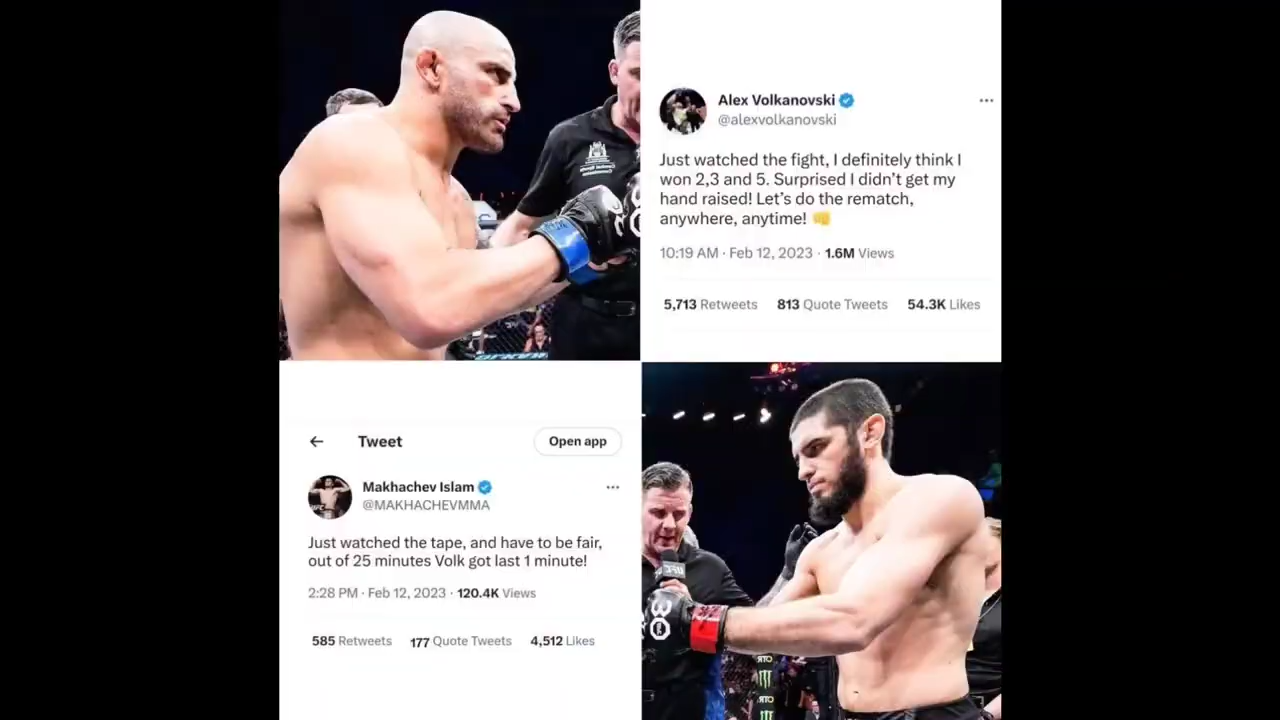 Alex Volkanovski
@alexvolkanovski
Just watched the fight, I definitely think I
won 2,3 and 5. Surprised I didn't get my
hand raised! Let's do the rematch,
anywhere, anytime! 👊
10:19 AM · Feb 12, 2023 · 1.6M Views
5,713 Retweets 813 Quote Tweets 54.3K Likes
← Tweet Open app
Makhachev Islam
@MAKHACHEVMMA
Just watched the tape, and have to be fair,
out of 25 minutes Volk got last 1 minute!
2:28 PM · Feb 12, 2023 · 120.4K Views
585 Retweets 177 Quote Tweets 4,512 Likes